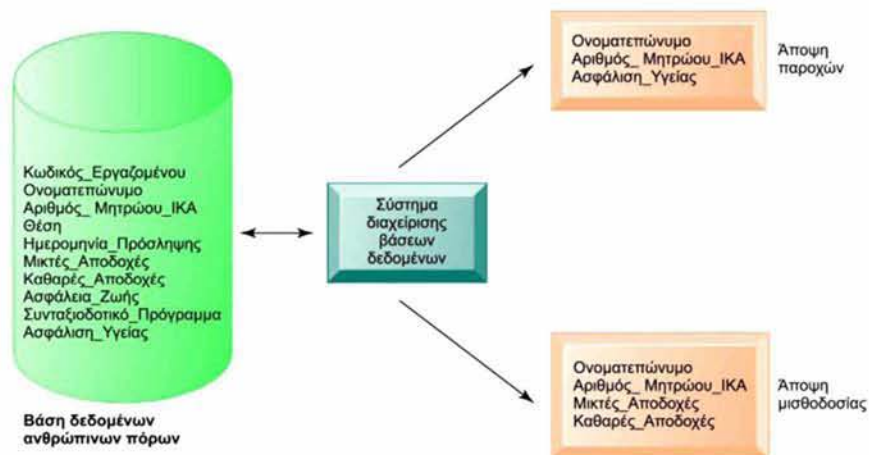 Κωδικός_Εργαζομένου
Ονοματεπώνυμο
Αριθμός_ Μητρώου_ΙΚΑ
Θέση
Ημερομηνία_Πρόσληψης
Μικτές_Αποδοχές
Καθαρές_Αποδοχές
Ασφάλεια_Ζωής
Συνταξιοδοτικό_Πρόγραμμα
Ασφάλιση_Υγείας
Βάση δεδομένων
ανθρώπινων πόρων
Σύστημα
διαχείρισης
βάσεων
δεδομένων
Ονοματεπώνυμο
Αριθμός_ Μητρώου_ΙΚΑ
Ασφάλιση_Υγείας
Άποψη
παροχών
Ονοματεπώνυμο
Αριθμός_ Μητρώου_ΙΚΑ
Μικτές_Αποδοχές
Καθαρές_Αποδοχές
Άποψη
μισθοδοσίας